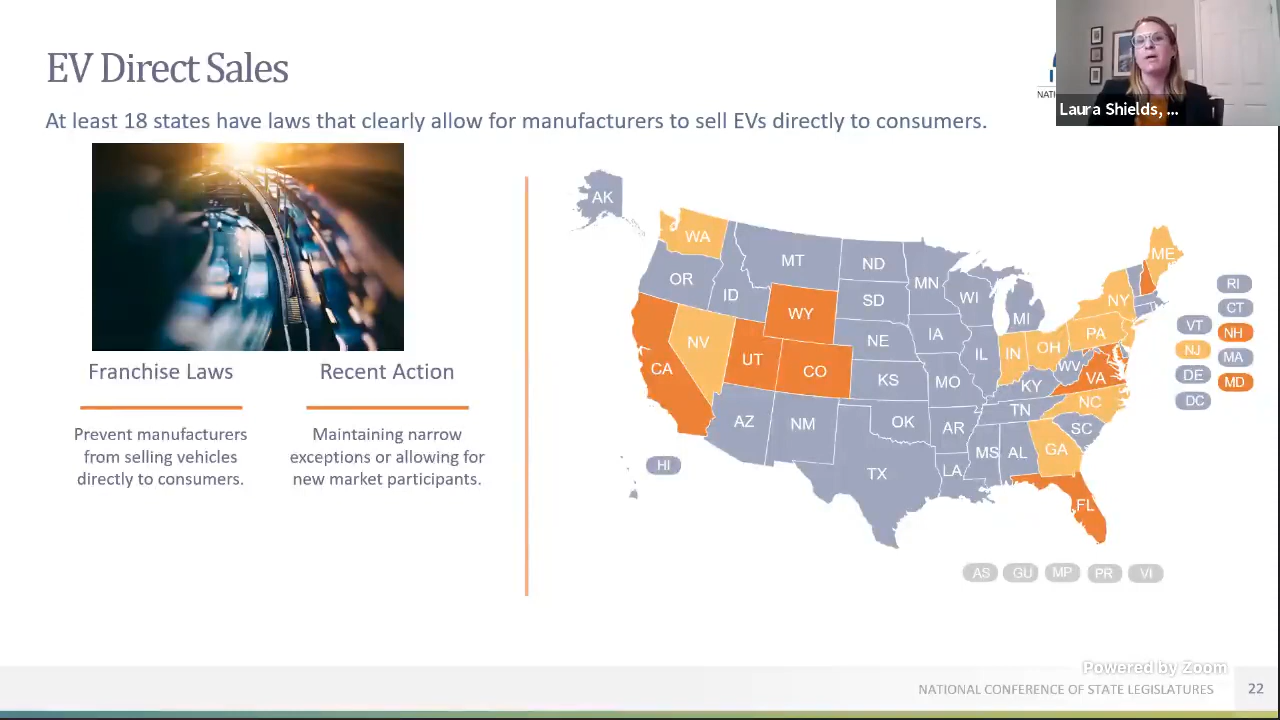 EV Direct Sales
NATI
Laura Shields, ...
At least 18 states have laws that clearly allow for manufacturers to sell EVs directly to consumers.
Franchise Laws
Prevent manufacturers
from selling vehicles
directly to consumers.
Recent Action
Maintaining narrow
exceptions or allowing for
new market participants.
AK
WA
MT
ND
MN
ME
OR
ID
WY
SD
WI
MI
NY
NV
UT
CO
NE
IA
IL
IN
OH
PA
CA
KS
MO
KY
WV
VA
AZ
NM
OK
AR
TN
NC
SC
TX
LA
MS
AL
GA
FL
HI
RI
CT
VT
NH
NJ
MA
DE
MD
DC
AS
GU
MP
PR
VI
Powered by Zoom
NATIONAL CONFERENCE OF STATE LEGISLATURES
22